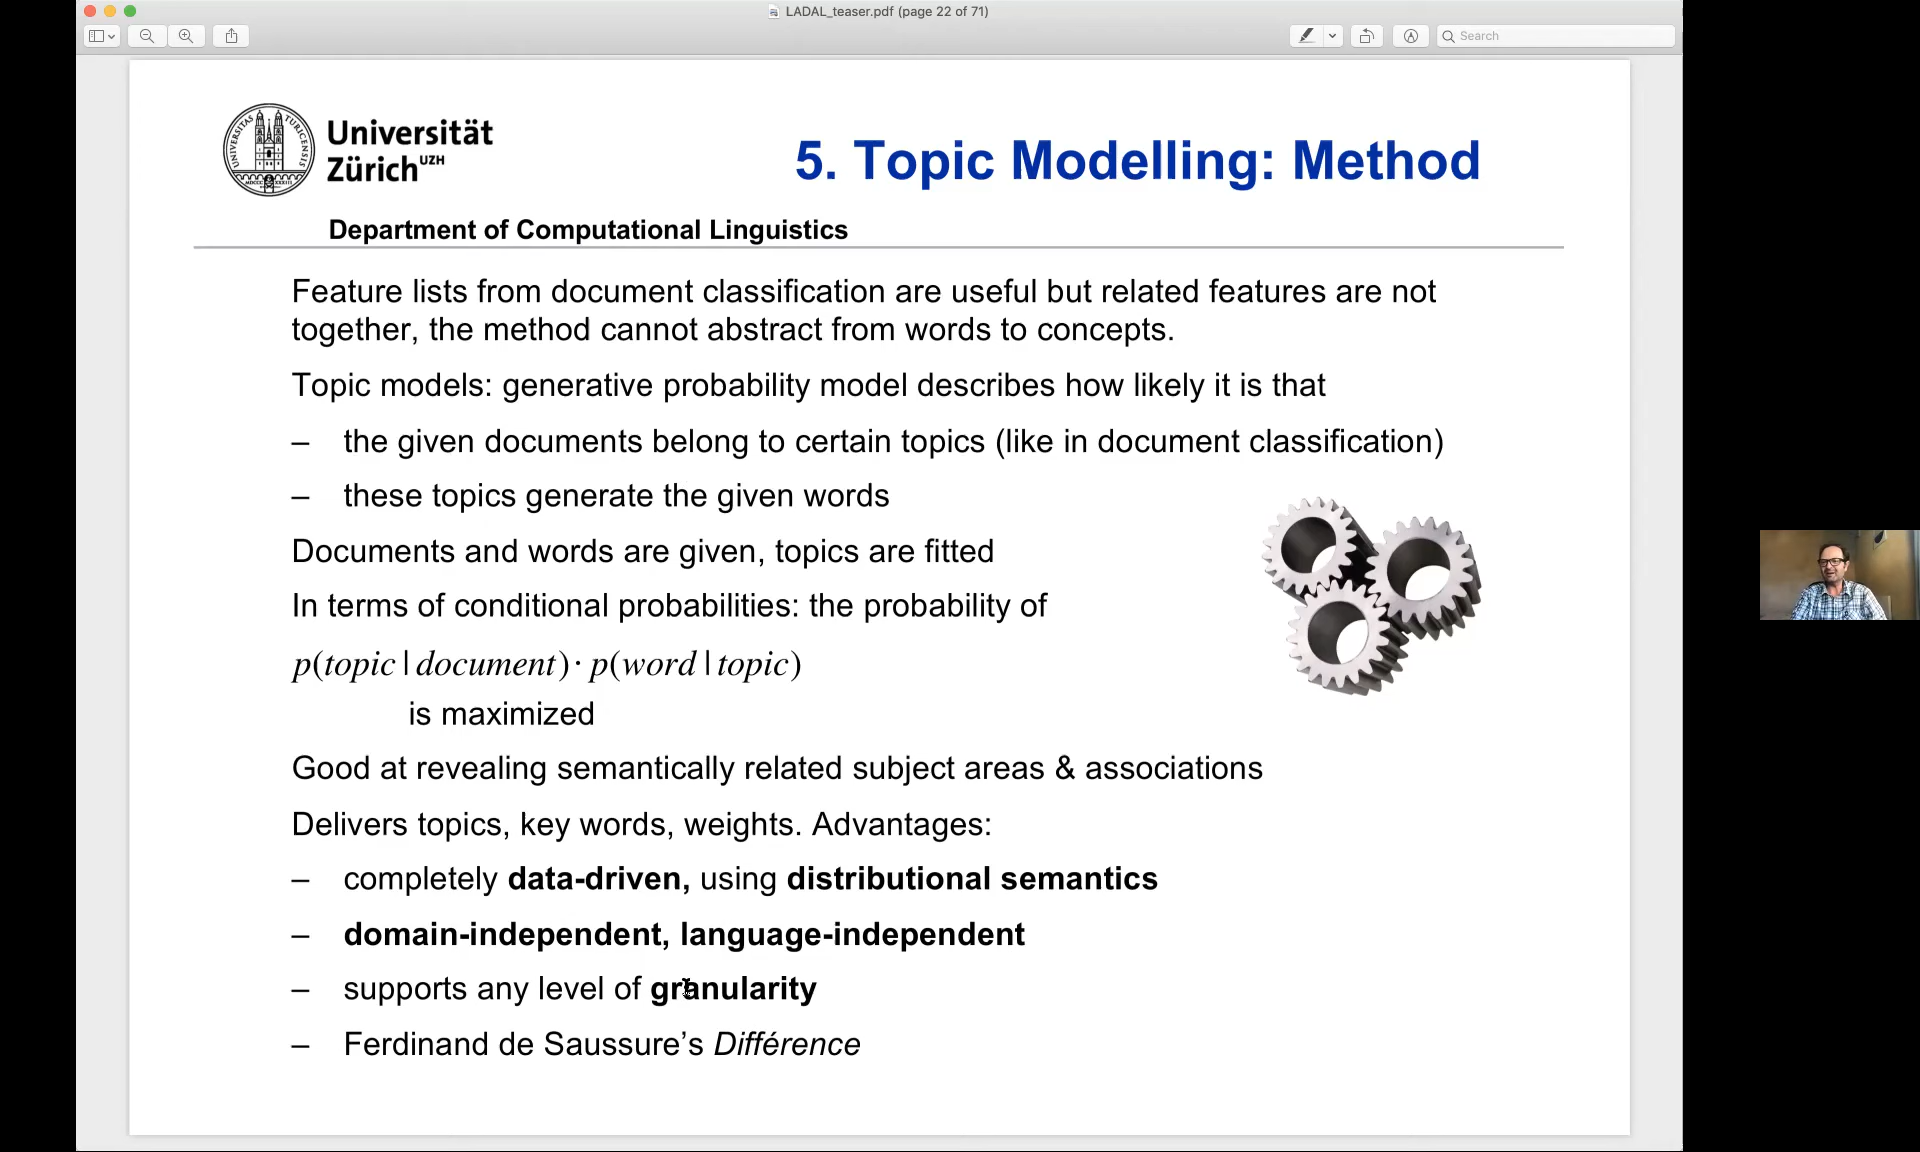 LADAL_teaser.pdf (page 22 of 71)
Search
Universität
Zürich UZH
5. Topic Modelling: Method
Department of Computational Linguistics
Feature lists from document classification are useful but related features are not
together, the method cannot abstract from words to concepts.
Topic models: generative probability model describes how likely it is that
– the given documents belong to certain topics (like in document classification)
– these topics generate the given words
Documents and words are given, topics are fitted
In terms of conditional probabilities: the probability of
p(topic | document) · p(word | topic)
is maximized
Good at revealing semantically related subject areas & associations
Delivers topics, key words, weights. Advantages:
– completely data-driven, using distributional semantics
– domain-independent, language-independent
– supports any level of granularity
– Ferdinand de Saussure’s Différence